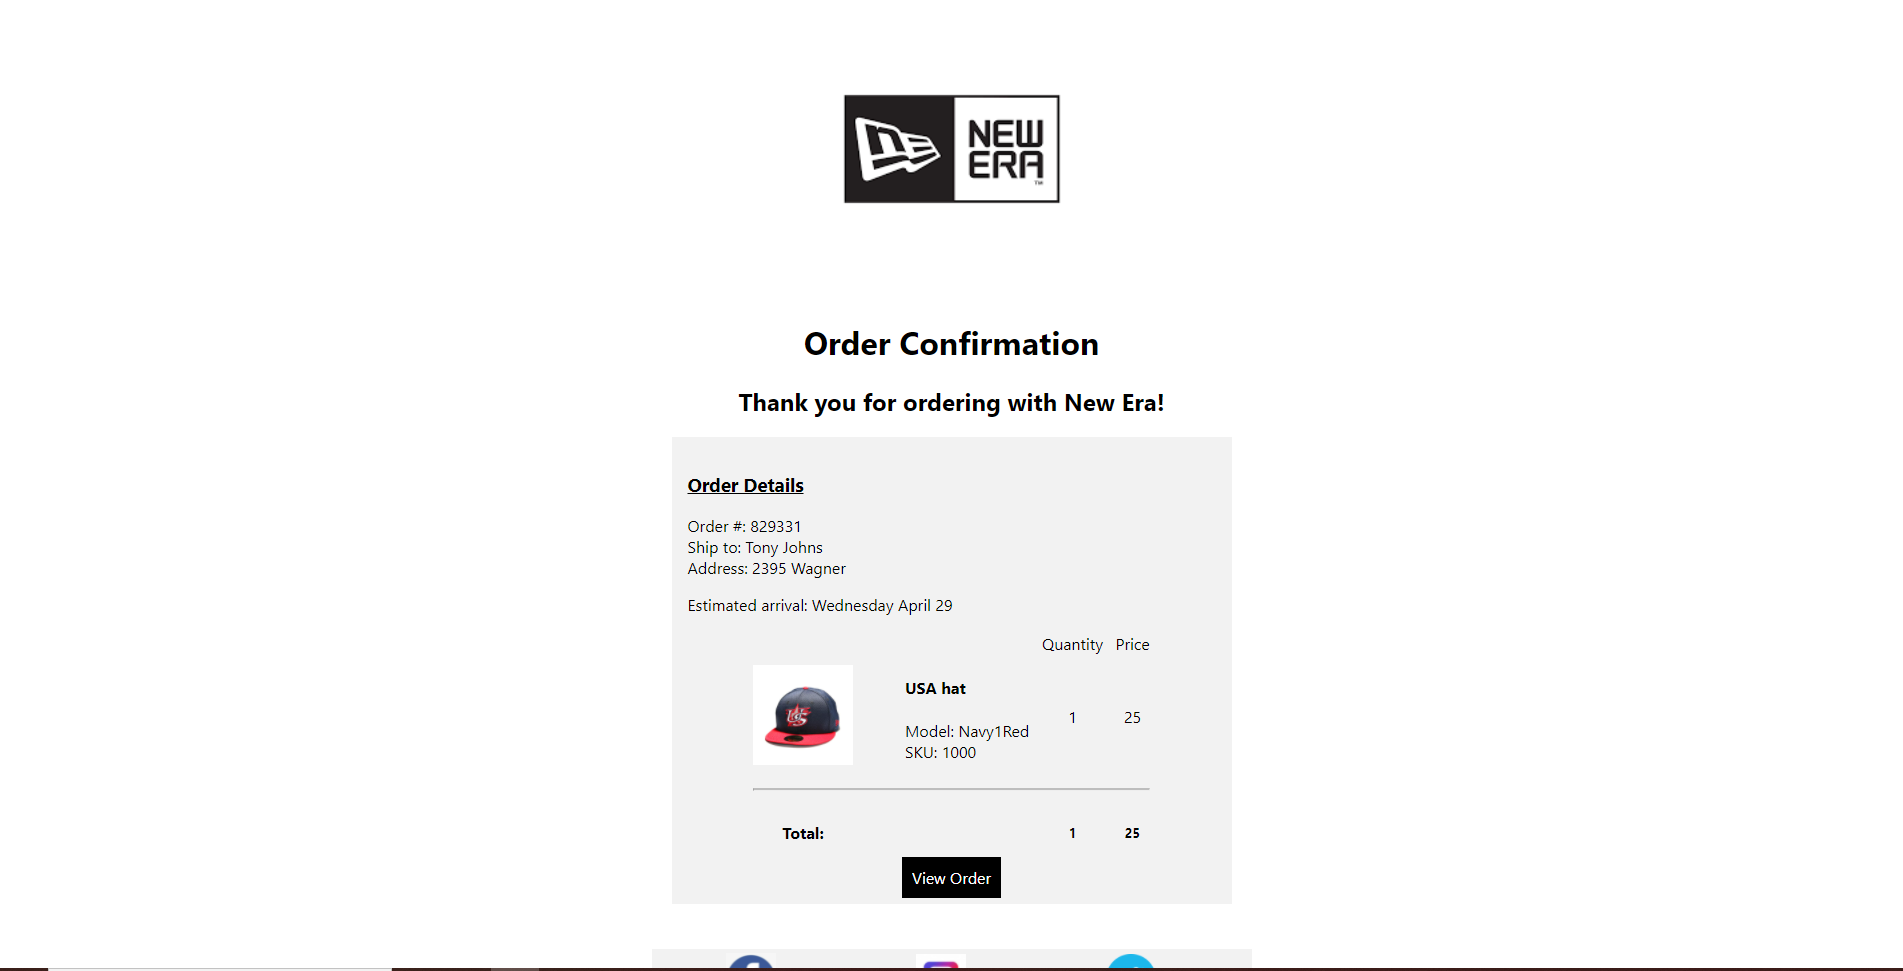 NEW
ERA
TM
Order Confirmation
Thank you for ordering with New Era!
Order Details
Order #: 829331
Ship to: Tony Johns
Address: 2395 Wagner
Estimated arrival: Wednesday April 29
Quantity Price
USA hat
Model: Navy1Red
SKU: 1000
1 25
Total: 1 25
View Order